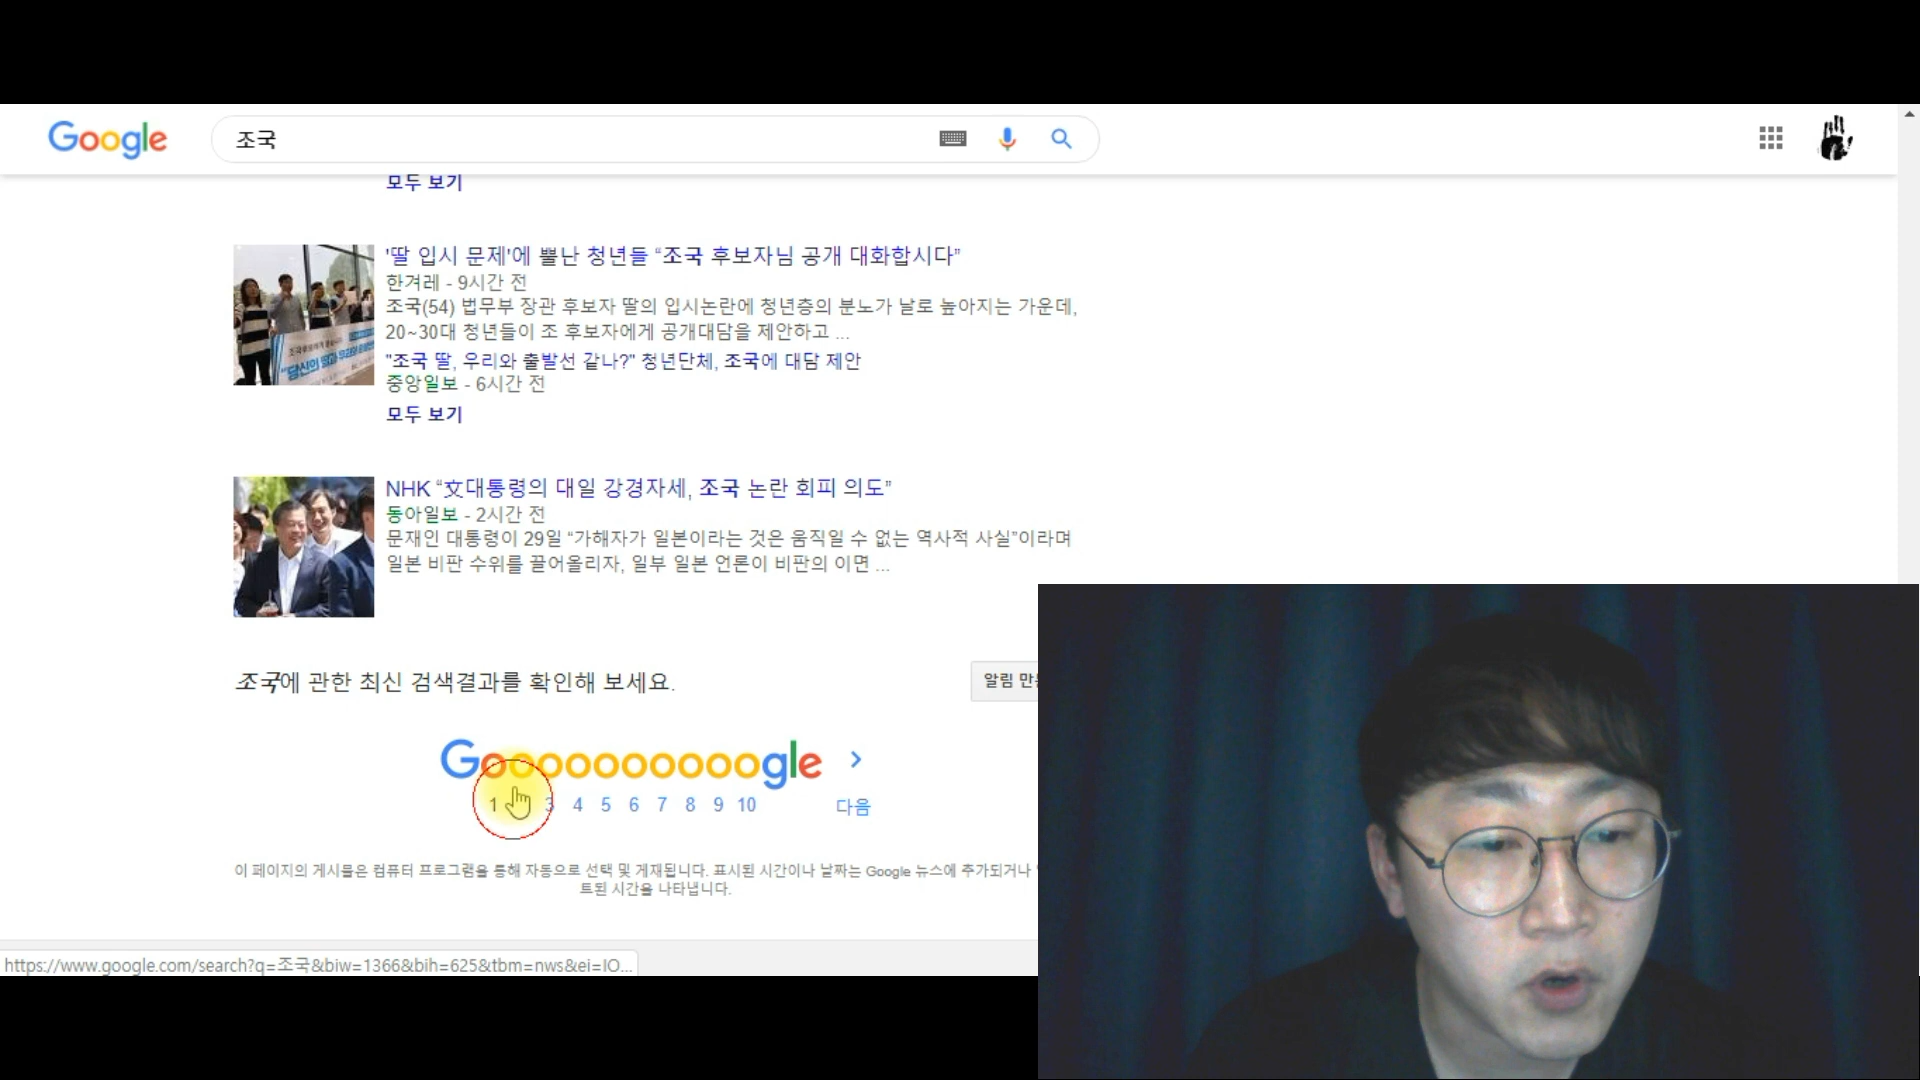 Google
조국
모두 보기
'딸 입시 문제'에 뿔난 청년들 “조국 후보자님 공개 대화합시다”
한겨레 - 9시간 전
조국(54) 법무부 장관 후보자 딸의 입시논란에 청년층의 분노가 날로 높아지는 가운데,
20~30대 청년들이 조 후보자에게 공개대담을 제안하고 ...
"조국 딸, 우리와 출발선 같나?" 청년단체, 조국에 대담 제안
중앙일보 - 6시간 전
모두 보기
NHK “文대통령의 대일 강경자세, 조국 논란 회피 의도”
동아일보 - 2시간 전
문재인 대통령이 29일 “가해자가 일본이라는 것은 움직일 수 없는 역사적 사실”이라며
일본 비판 수위를 끌어올리자, 일부 일본 언론이 비판의 이면 ...
조국에 관한 최신 검색결과를 확인해 보세요.
알림
Goooooooooogle
1 3 4 5 6 7 8 9 10 다음
이 페이지의 게시물은 컴퓨터 프로그램을 통해 자동으로 선택 및 게재됩니다. 표시된 시간이나 날짜는 Google 뉴스에 추가되거나
트된 시간을 나타냅니다.
https://www.google.com/search?q=조국&biw=1366&bih=625&tbm=nws&ei=IO...